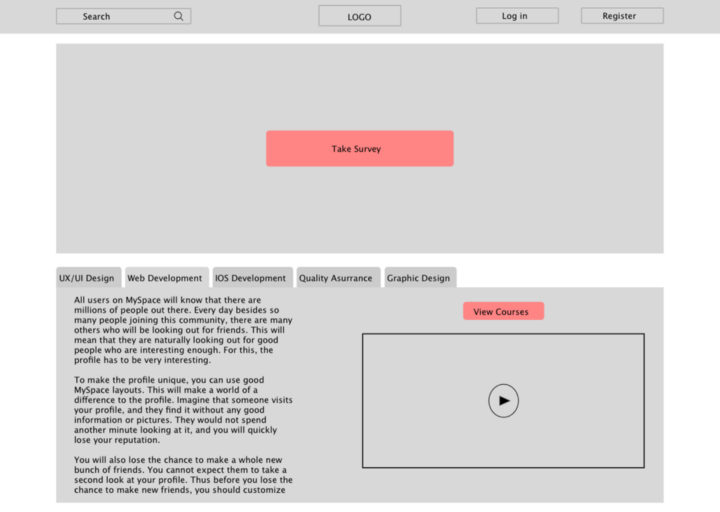 Search
LOGO
Log in
Register
Take Survey
UX/UI Design
Web Development
IOS Development
Quality Asurrance
Graphic Design
All users on MySpace will know that there are
millions of people out there. Every day besides so
many people joining this community, there are many
others who will be looking out for friends. This will
mean that they are naturally looking out for good
people who are interesting enough. For this, the
profile has to be very interesting.
To make the profile unique, you can use good
MySpace layouts. This will make a world of a
difference to the profile. Imagine that someone visits
your profile, and they find it without any good
information or pictures. They would not spend
another minute looking at it, and you will quickly
lose your reputation.
You will also lose the chance to make a whole new
bunch of friends. You cannot expect them to take a
second look at your profile. Thus before you lose the
chance to make new friends, you should customize
View Courses